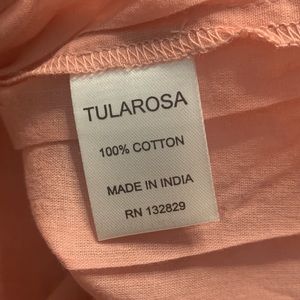 TULAROSA
100% COTTON
MADE IN INDIA
RN 132829